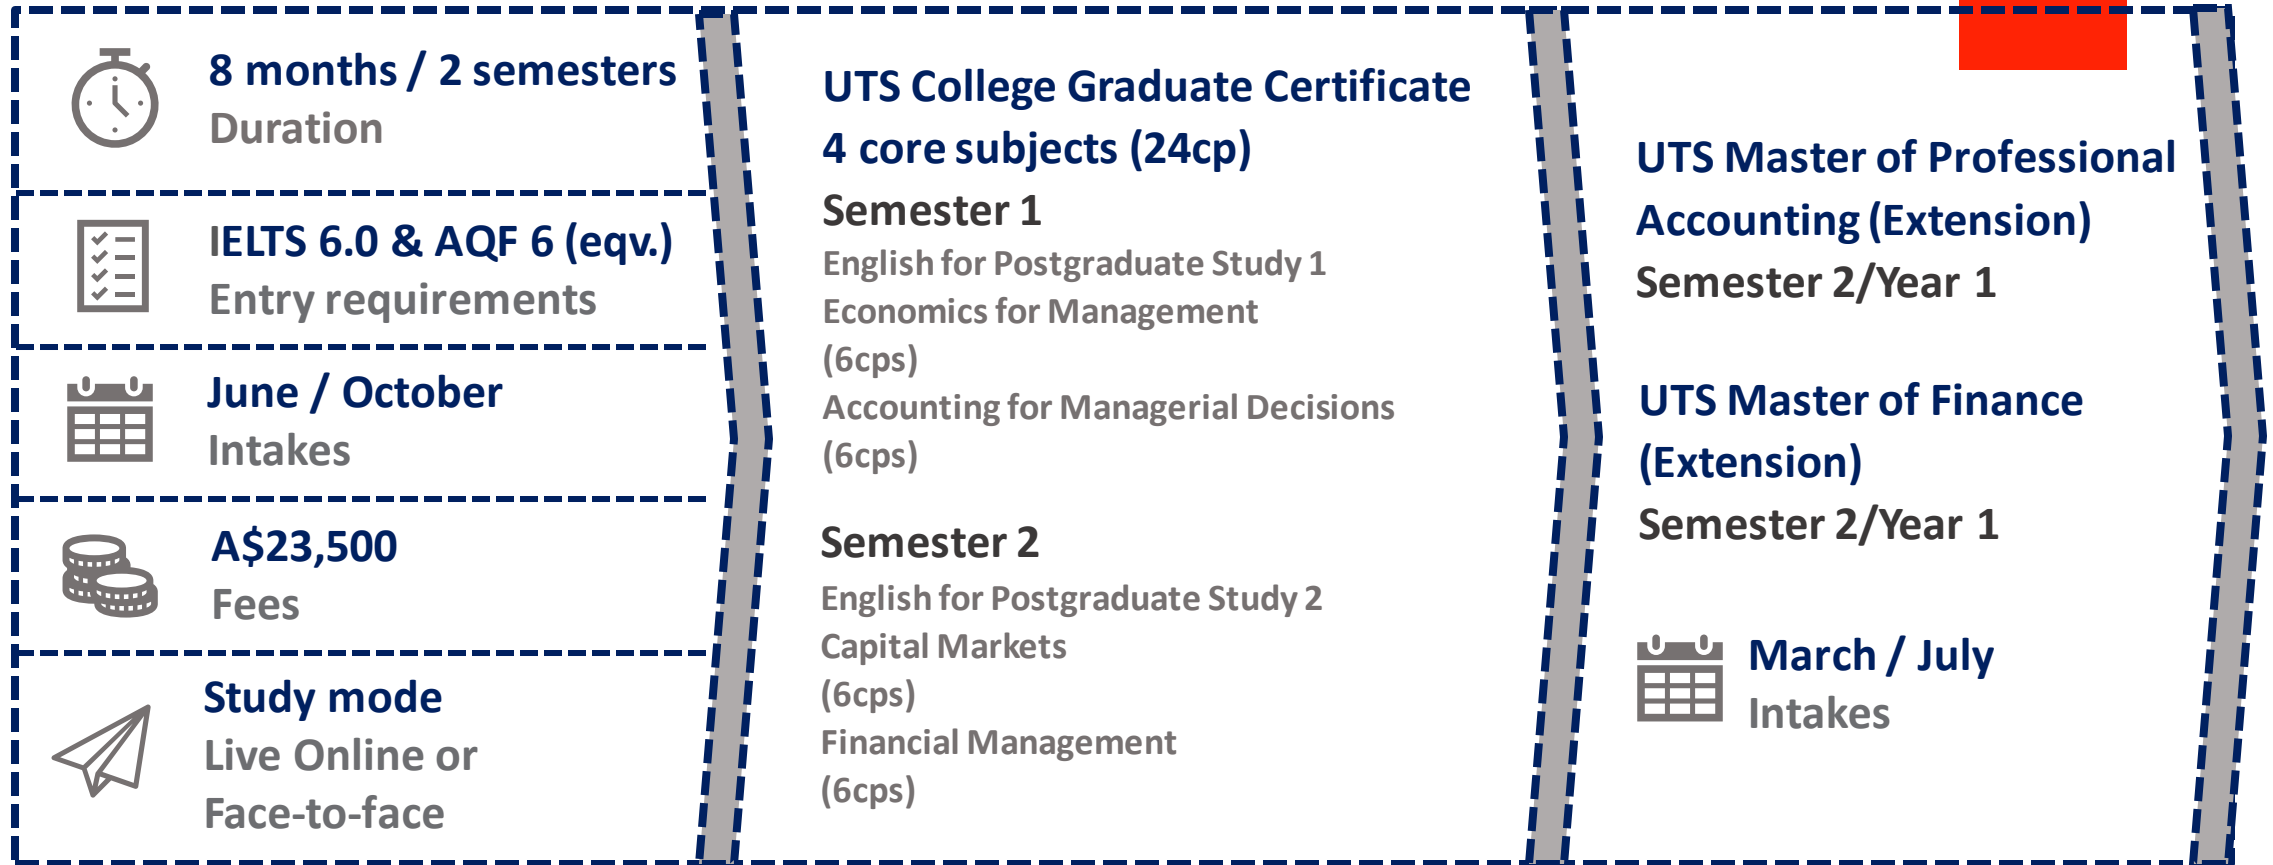 8 months / 2 semesters
Duration
IELTS 6.0 & AQF 6 (eqv.)
Entry requirements
June / October
Intakes
A$23,500
Fees
Study mode
Live Online or
Face-to-face
UTS College Graduate Certificate
4 core subjects (24cp)
Semester 1
English for Postgraduate Study 1
Economics for Management
(6cps)
Accounting for Managerial Decisions
(6cps)
Semester 2
English for Postgraduate Study 2
Capital Markets
(6cps)
Financial Management
(6cps)
UTS Master of Professional
Accounting (Extension)
Semester 2/Year 1
UTS Master of Finance
(Extension)
Semester 2/Year 1
March / July
Intakes